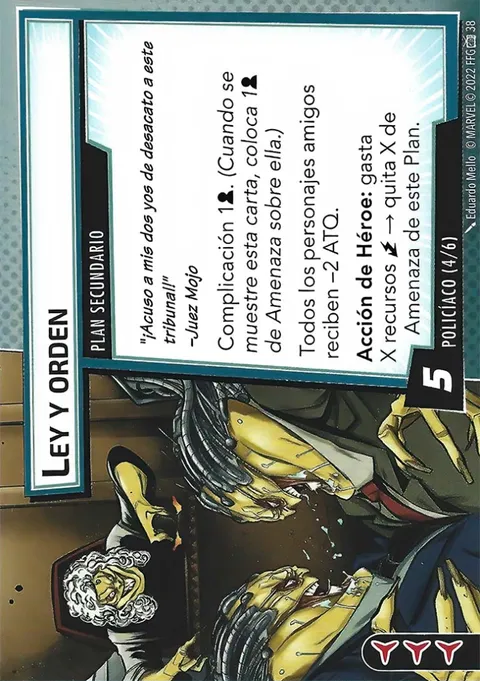 LEY Y ORDEN
PLAN SECUNDARIO
"¡Acuso a mis dos yos de desacato a este
tribunal!"
–Juez Mojo
Complicación 1. (Cuando se
muestre esta carta, coloca 1
de Amenaza sobre ella.)
Todos los personajes amigos
reciben –2 ATQ.
Acción de Héroe: gasta
X recursos → quita X de
Amenaza de este Plan.
5
POLICÍACO (4/6)
Eduardo Mello © MARVEL © 2022 FFG 38